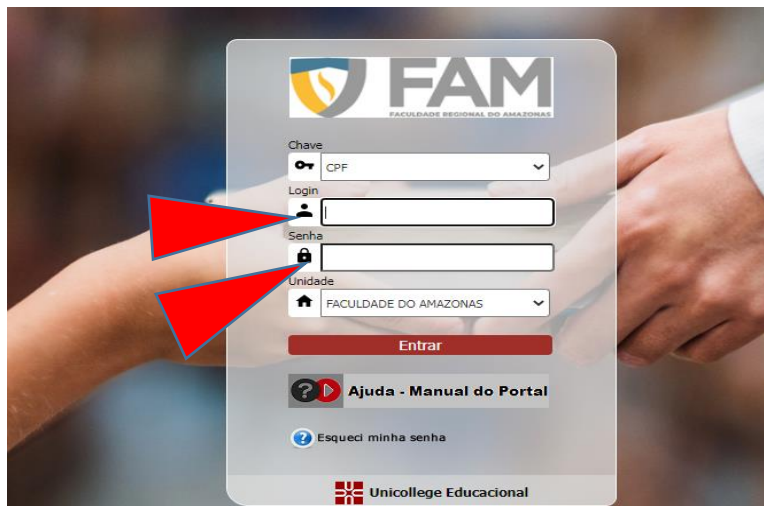 FAM
FACULDADE REGIONAL DO AMAZONAS
Chave
CPF
Login
Senha
Unidade
FACULDADE DO AMAZONAS
Entrar
? Ajuda - Manual do Portal
? Esqueci minha senha
Unicollege Educacional